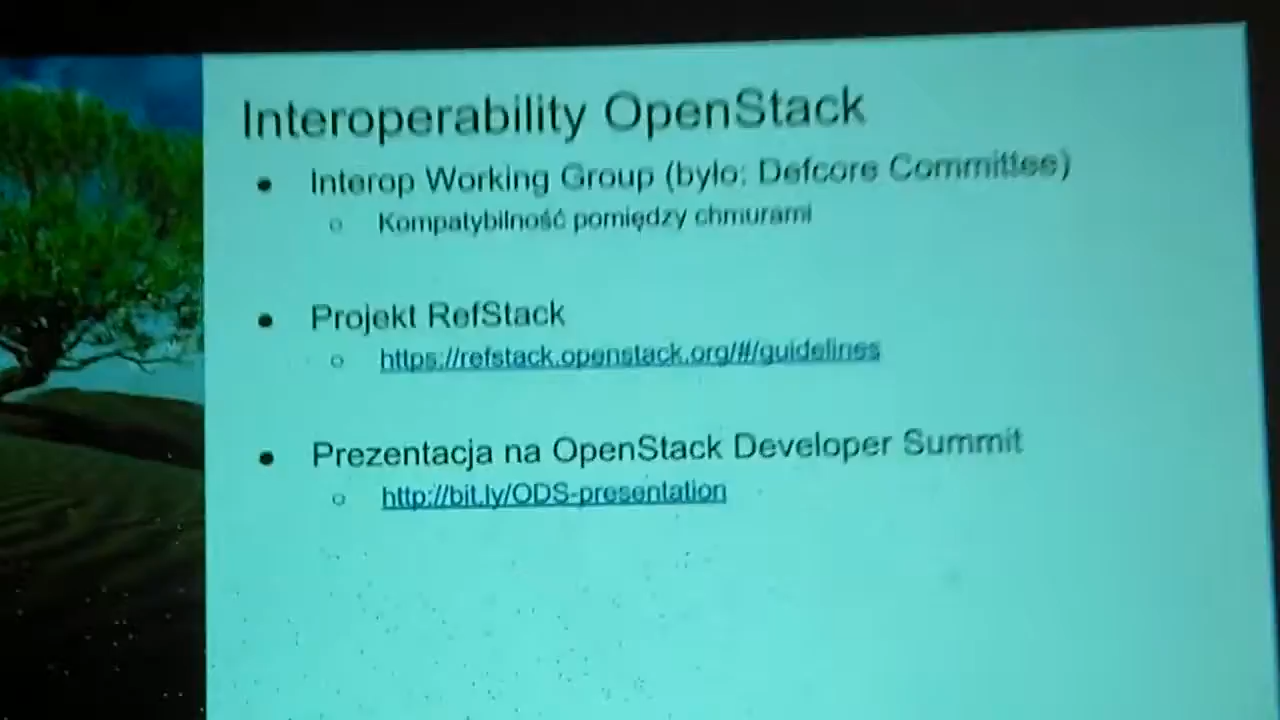 Interoperability OpenStack
● Interop Working Group (było: Defcore Committee)
○ Kompatybilność pomiędzy chmurami
● Projekt RefStack
○ https://refstack.openstack.org/#/guidelines
● Prezentacja na OpenStack Developer Summit
○ http://bit.ly/ODS-presentation